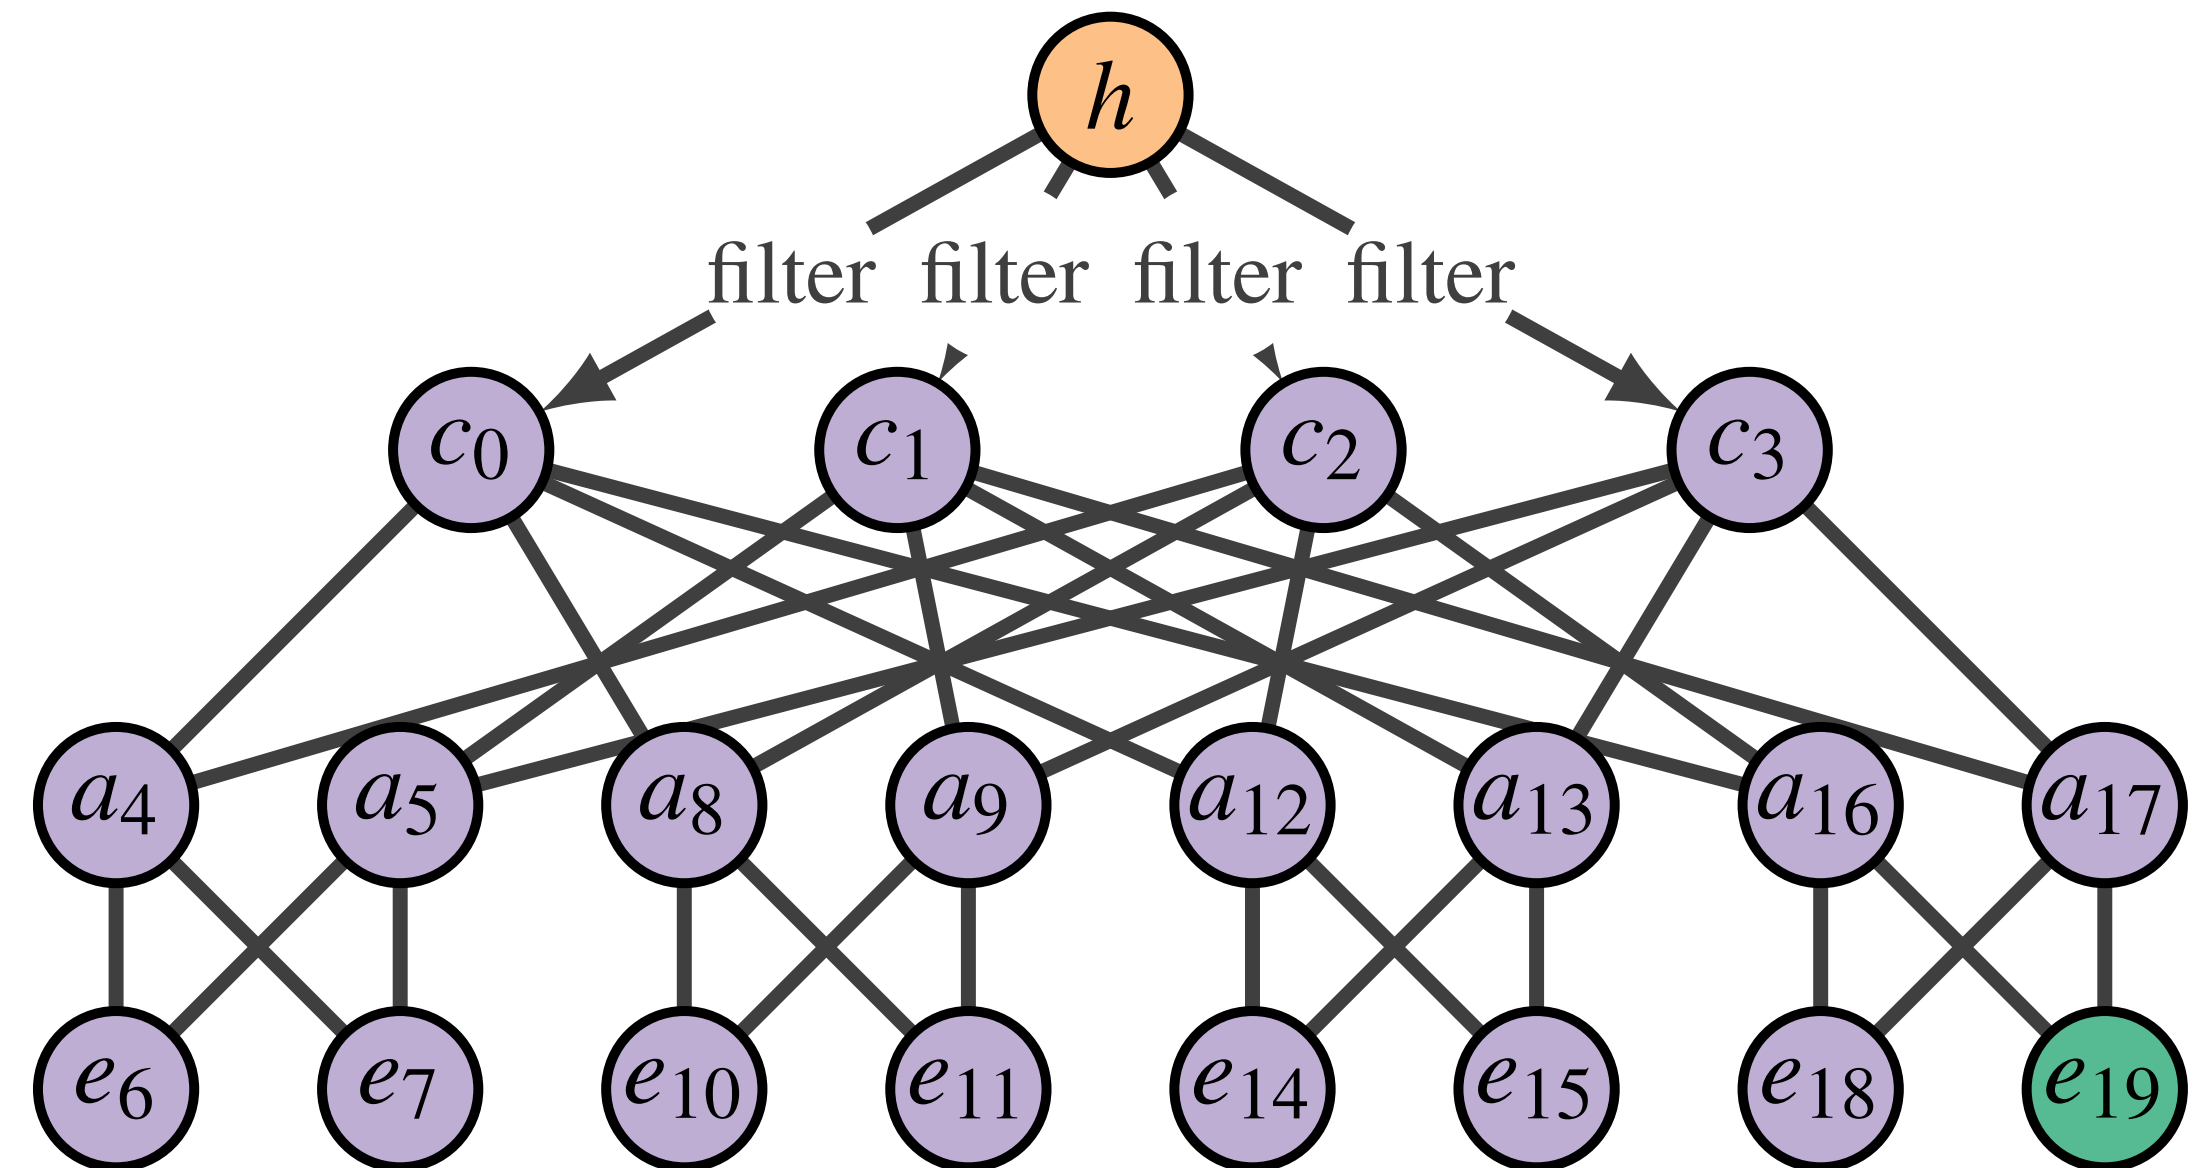 h
filter filter filter filter
c0 c1 c2 c3
a4 a5 a8 a9 a12 a13 a16 a17
e6 e7 e10 e11 e14 e15 e18 e19